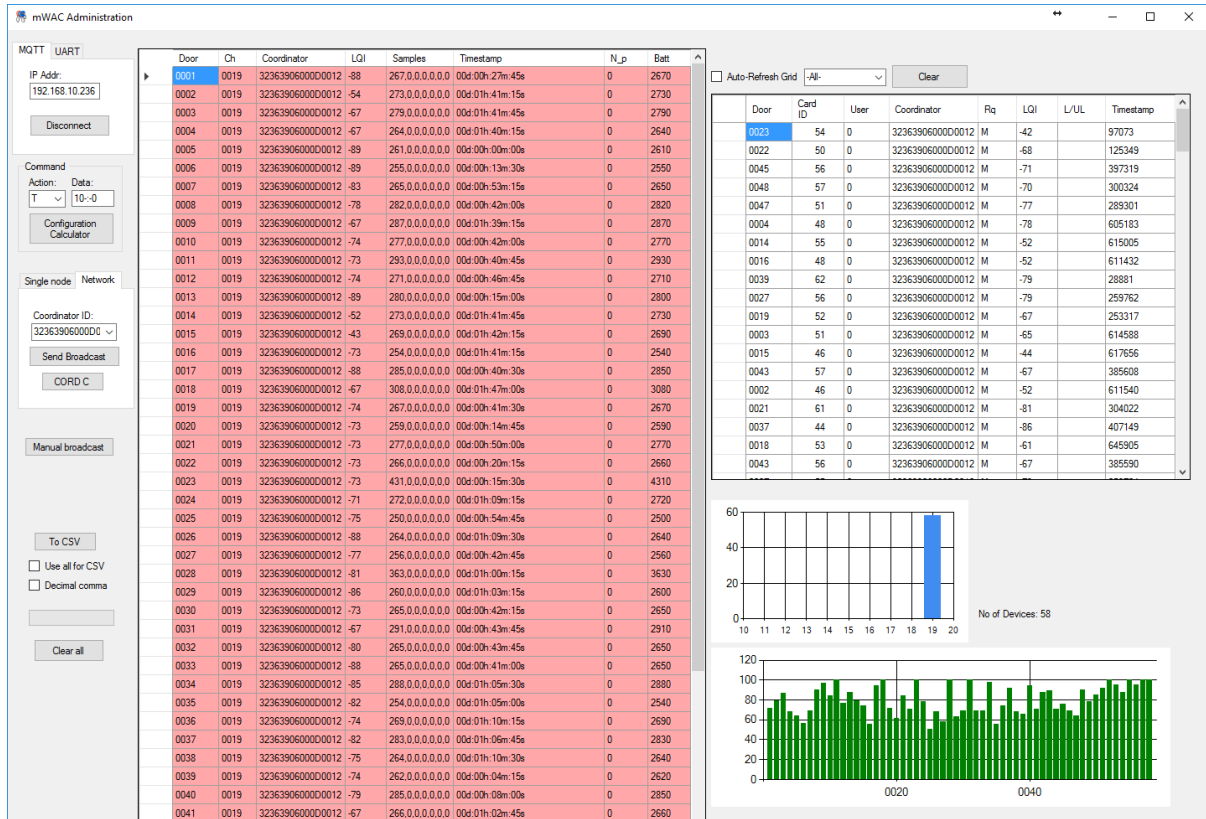 mWAC Administration
MQTT UART
IP Addr:
192.168.10.236
Disconnect
Command
Action: Data:
T 10-:-0
Configuration
Calculator
Single node Network
Coordinator ID:
32363906000D0
Send Broadcast
CORD C
Manual broadcast
To CSV
Use all for CSV
Decimal comma
Clear all
Door Ch Coordinator LQI Samples Timestamp N_p Batt
0001 0019 32363906000D0012 -88 267,0,0,0,0,0,0 00d:00h:27m:45s 0 2670
0002 0019 32363906000D0012 -54 273,0,0,0,0,0,0 00d:01h:41m:15s 0 2730
0003 0019 32363906000D0012 -67 279,0,0,0,0,0,0 00d:01h:41m:45s 0 2790
0004 0019 32363906000D0012 -67 264,0,0,0,0,0,0 00d:01h:40m:15s 0 2640
0005 0019 32363906000D0012 -89 261,0,0,0,0,0,0 00d:00h:00m:00s 0 2610
0006 0019 32363906000D0012 -89 255,0,0,0,0,0,0 00d:00h:13m:30s 0 2550
0007 0019 32363906000D0012 -83 265,0,0,0,0,0,0 00d:00h:53m:15s 0 2650
0008 0019 32363906000D0012 -78 282,0,0,0,0,0,0 00d:00h:42m:00s 0 2820
0009 0019 32363906000D0012 -67 287,0,0,0,0,0,0 00d:01h:39m:15s 0 2870
0010 0019 32363906000D0012 -74 277,0,0,0,0,0,0 00d:00h:42m:00s 0 2770
0011 0019 32363906000D0012 -73 293,0,0,0,0,0,0 00d:00h:40m:45s 0 2930
0012 0019 32363906000D0012 -74 271,0,0,0,0,0,0 00d:00h:46m:45s 0 2710
0013 0019 32363906000D0012 -89 280,0,0,0,0,0,0 00d:00h:15m:00s 0 2800
0014 0019 32363906000D0012 -52 273,0,0,0,0,0,0 00d:01h:41m:45s 0 2730
0015 0019 32363906000D0012 -43 269,0,0,0,0,0,0 00d:01h:42m:15s 0 2690
0016 0019 32363906000D0012 -73 254,0,0,0,0,0,0 00d:01h:41m:15s 0 2540
0017 0019 32363906000D0012 -88 285,0,0,0,0,0,0 00d:00h:40m:30s 0 2850
0018 0019 32363906000D0012 -67 308,0,0,0,0,0,0 00d:01h:47m:00s 0 3080
0019 0019 32363906000D0012 -74 267,0,0,0,0,0,0 00d:00h:41m:30s 0 2670
0020 0019 32363906000D0012 -73 259,0,0,0,0,0,0 00d:00h:14m:45s 0 2590
0021 0019 32363906000D0012 -73 277,0,0,0,0,0,0 00d:00h:50m:00s 0 2770
0022 0019 32363906000D0012 -73 266,0,0,0,0,0,0 00d:00h:20m:15s 0 2660
0023 0019 32363906000D0012 -73 431,0,0,0,0,0,0 00d:00h:15m:30s 0 4310
0024 0019 32363906000D0012 -71 272,0,0,0,0,0,0 00d:01h:09m:15s 0 2720
0025 0019 32363906000D0012 -75 250,0,0,0,0,0,0 00d:00h:54m:45s 0 2500
0026 0019 32363906000D0012 -88 264,0,0,0,0,0,0 00d:01h:09m:30s 0 2640
0027 0019 32363906000D0012 -77 256,0,0,0,0,0,0 00d:00h:42m:45s 0 2560
0028 0019 32363906000D0012 -81 363,0,0,0,0,0,0 00d:01h:00m:15s 0 3630
0029 0019 32363906000D0012 -86 260,0,0,0,0,0,0 00d:01h:03m:15s 0 2600
0030 0019 32363906000D0012 -73 265,0,0,0,0,0,0 00d:00h:42m:15s 0 2650
0031 0019 32363906000D0012 -67 291,0,0,0,0,0,0 00d:00h:43m:45s 0 2910
0032 0019 32363906000D0012 -80 265,0,0,0,0,0,0 00d:00h:43m:45s 0 2650
0033 0019 32363906000D0012 -88 265,0,0,0,0,0,0 00d:00h:41m:00s 0 2650
0034 0019 32363906000D0012 -85 288,0,0,0,0,0,0 00d:01h:05m:30s 0 2880
0035 0019 32363906000D0012 -82 254,0,0,0,0,0,0 00d:01h:05m:00s 0 2540
0036 0019 32363906000D0012 -74 269,0,0,0,0,0,0 00d:01h:10m:15s 0 2690
0037 0019 32363906000D0012 -82 283,0,0,0,0,0,0 00d:01h:06m:45s 0 2830
0038 0019 32363906000D0012 -75 264,0,0,0,0,0,0 00d:01h:10m:30s 0 2640
0039 0019 32363906000D0012 -74 262,0,0,0,0,0,0 00d:00h:04m:15s 0 2620
0040 0019 32363906000D0012 -79 285,0,0,0,0,0,0 00d:00h:08m:00s 0 2850
0041 0019 32363906000D0012 -67 266,0,0,0,0,0,0 00d:01h:02m:45s 0 2660
Auto-Refresh Grid -All- Clear
Door Card ID User Coordinator Rq LQI L/UL Timestamp
0023 54 0 32363906000D0012 M -42 97073
0022 50 0 32363906000D0012 M -68 125349
0045 56 0 32363906000D0012 M -71 397319
0048 57 0 32363906000D0012 M -70 300324
0047 51 0 32363906000D0012 M -77 289301
0004 48 0 32363906000D0012 M -78 605183
0014 55 0 32363906000D0012 M -52 615005
0016 48 0 32363906000D0012 M -52 611432
0039 62 0 32363906000D0012 M -79 28881
0027 56 0 32363906000D0012 M -79 259762
0019 52 0 32363906000D0012 M -67 253317
0003 51 0 32363906000D0012 M -65 614588
0015 46 0 32363906000D0012 M -44 617656
0043 57 0 32363906000D0012 M -67 385608
0002 46 0 32363906000D0012 M -52 611540
0021 61 0 32363906000D0012 M -81 304022
0037 44 0 32363906000D0012 M -86 407149
0018 53 0 32363906000D0012 M -61 645905
0043 56 0 32363906000D0012 M -67 385590
60
40
20
0
10 11 12 13 14 15 16 17 18 19 20
No of Devices: 58
120
100
80
60
40
20
0
0020 0040